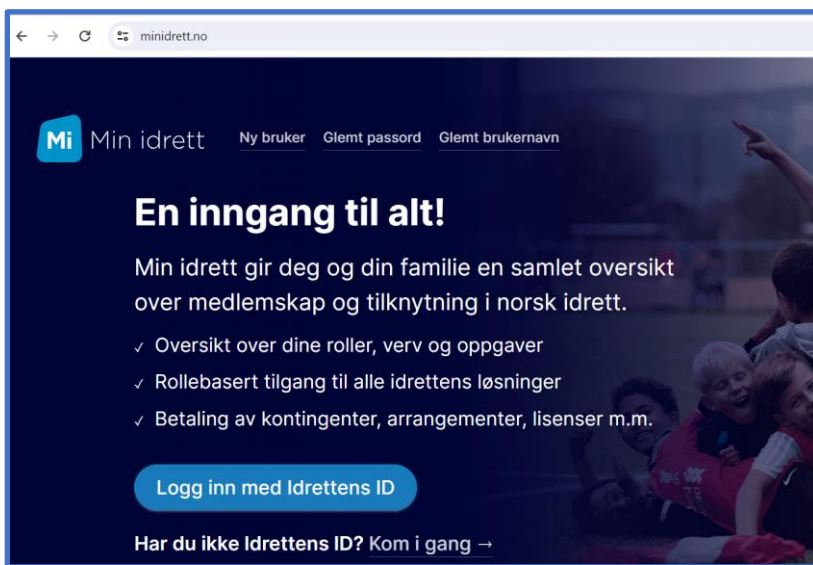 minidrett.no
Mi Min idrett Ny bruker Glemt passord Glemt brukernavn
En inngang til alt!
Min idrett gir deg og din familie en samlet oversikt
over medlemskap og tilknytning i norsk idrett.
✓ Oversikt over dine roller, verv og oppgaver
✓ Rollebasert tilgang til alle idrettens løsninger
✓ Betaling av kontingenter, arrangementer, lisenser m.m.
Logg inn med Idrettens ID
Har du ikke Idrettens ID? Kom i gang →